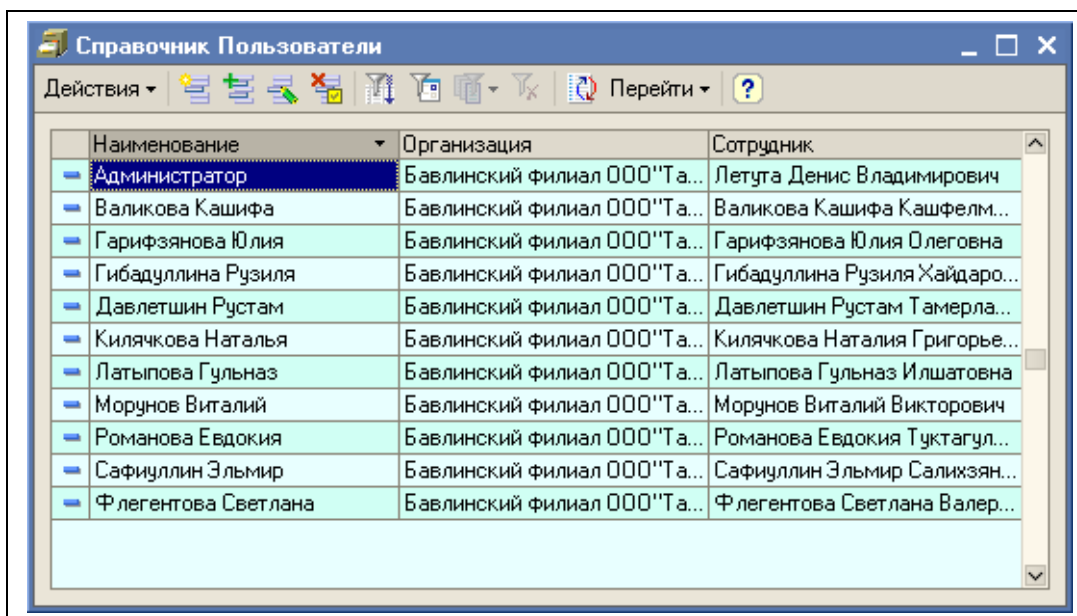 Справочник Пользователи
Действия Перейти ?
Наименование Организация Сотрудник
Администратор Бавлинский филиал ООО"Та... Летута Денис Владимирович
Валикова Кашифа Бавлинский филиал ООО"Та... Валикова Кашифа Кашфелм...
Гарифзянова Юлия Бавлинский филиал ООО"Та... Гарифзянова Юлия Олеговна
Гибадуллина Рузиля Бавлинский филиал ООО"Та... Гибадуллина Рузиля Хайдаро...
Давлетшин Рустам Бавлинский филиал ООО"Та... Давлетшин Рустам Тамерла...
Килячкова Наталья Бавлинский филиал ООО"Та... Килячкова Наталия Григорье...
Латыпова Гульназ Бавлинский филиал ООО"Та... Латыпова Гульназ Илшатовна
Морунов Виталий Бавлинский филиал ООО"Та... Морунов Виталий Викторович
Романова Евдокия Бавлинский филиал ООО"Та... Романова Евдокия Туктагул...
Сафиуллин Эльмир Бавлинский филиал ООО"Та... Сафиуллин Эльмир Салихзян...
Флегентова Светлана Бавлинский филиал ООО"Та... Флегентова Светлана Валер...